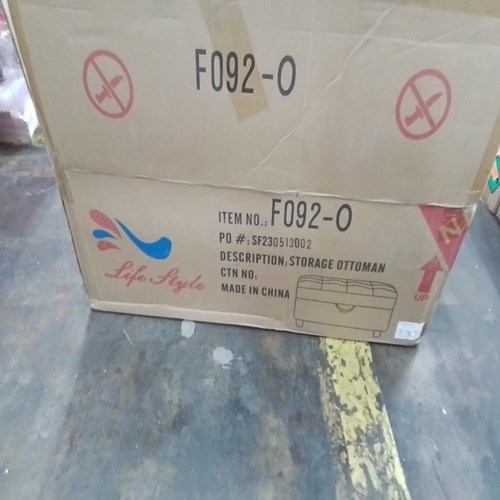 F092-O
ITEM NO.: F092-O
PO #: SF230513002
DESCRIPTION: STORAGE OTTOMAN
CTN NO:
MADE IN CHINA
Life Style
UP